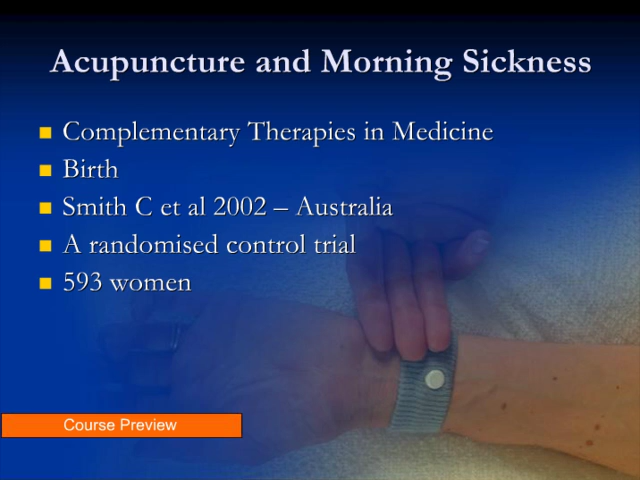 Acupuncture and Morning Sickness
Complementary Therapies in Medicine
Birth
Smith C et al 2002 – Australia
A randomised control trial
593 women
Course Preview